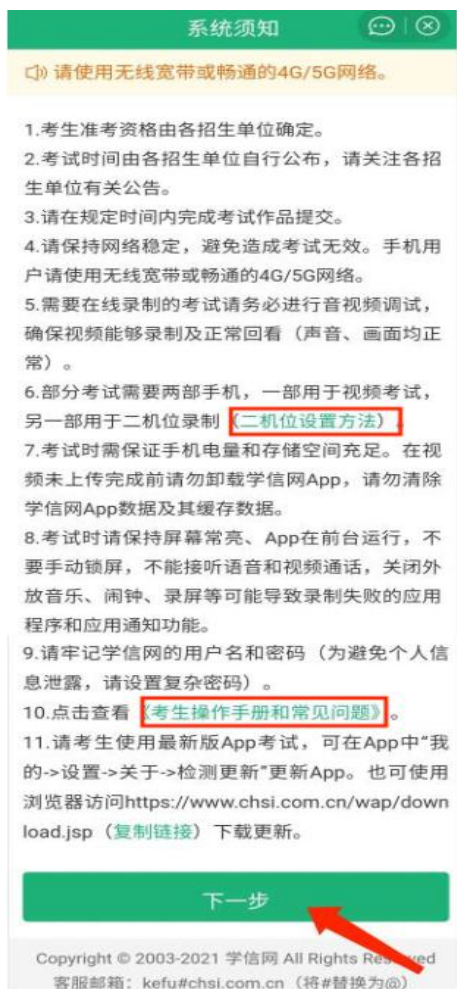 系统须知
请使用无线宽带或畅通的4G/5G网络。
1.考生准考资格由各招生单位确定。
2.考试时间由各招生单位自行公布，请关注各招
生单位有关公告。
3.请在规定时间内完成考试作品提交。
4.请保持网络稳定，避免造成考试无效。手机用
户请使用无线宽带或畅通的4G/5G网络。
5.需要在线录制的考试请务必进行音视频调试，
确保视频能够录制及正常回看（声音、画面均正
常）。
6.部分考试需要两部手机，一部用于视频考试，
另一部用于二机位录制（二机位设置方法）。
7.考试时需保证手机电量和存储空间充足。在视
频未上传完成前请勿卸载学信网App，请勿清除
学信网App数据及其缓存数据。
8.考试时请保持屏幕常亮、App在前台运行，不
要手动锁屏，不能接听语音和视频通话，关闭外
放音乐、闹钟、录屏等可能导致录制失败的应用
程序和应用通知功能。
9.请牢记学信网的用户名和密码（为避免个人信
息泄露，请设置复杂密码）。
10.点击查看《考生操作手册和常见问题》。
11.请考生使用最新版App考试，可在App中“我
的->设置->关于->检测更新”更新App。也可使用
浏览器访问https://www.chsi.com.cn/wap/down
load.jsp（复制链接）下载更新。
下一步
Copyright © 2003-2021 学信网 All Rights Reserved
客服邮箱：kefu#chsi.com.cn（将#替换为@）